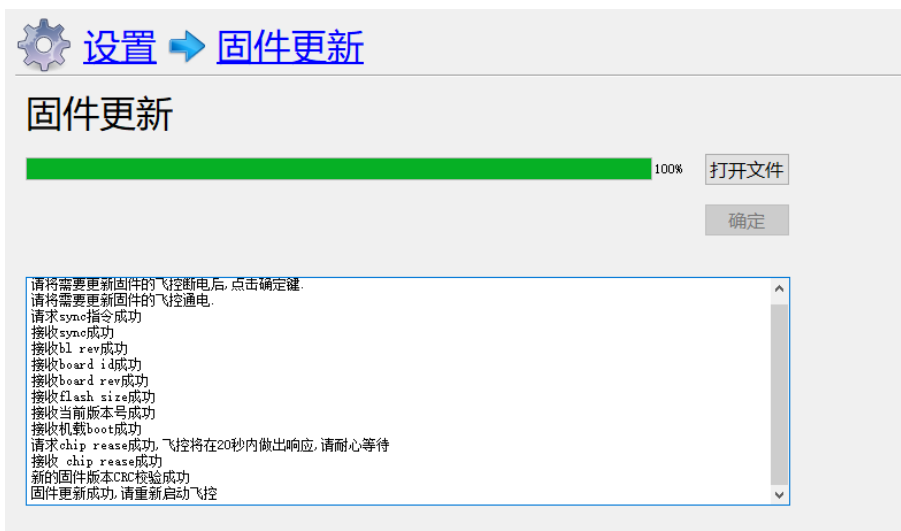 设置 固件更新
固件更新
100% 打开文件
确定
请将需要更新固件的飞控断电后,点击确定键.
请将需要更新固件的飞控通电.
请求sync指令成功
接收sync成功
接收bl rev成功
接收board id成功
接收board rev成功
接收flash size成功
接收当前版本号成功
接收机载boot成功
请求chip rease成功,飞控将在20秒内做出响应,请耐心等待
接收 chip rease成功
新的固件版本CRC校验成功
固件更新成功,请重新启动飞控